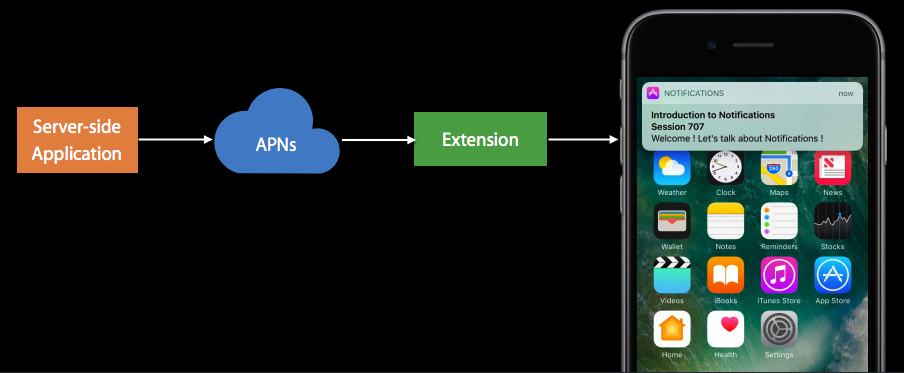 Server-side
Application
APNs
Extension
NOTIFICATIONS now
Introduction to Notifications
Session 707
Welcome ! Let's talk about Notifications !
Weather Clock Maps News
Wallet Notes Reminders Stocks
Videos iBooks iTunes Store App Store
Home Health Settings